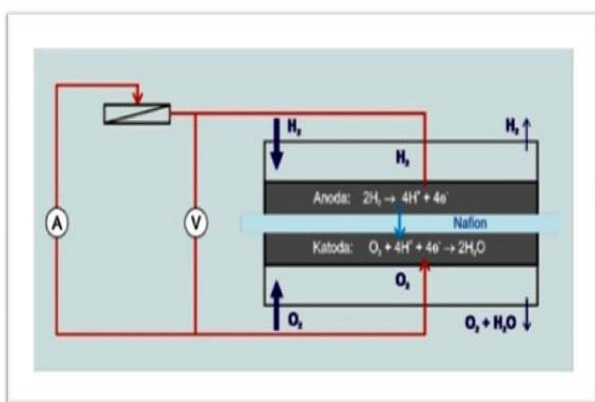 H₂
H₂
H₂
Anoda: 2H₂ → 4H⁺ + 4e⁻
A
V
Nafion
Katoda: O₂ + 4H⁺ + 4e⁻ → 2H₂O
O₂
O₂
O₂ + H₂O